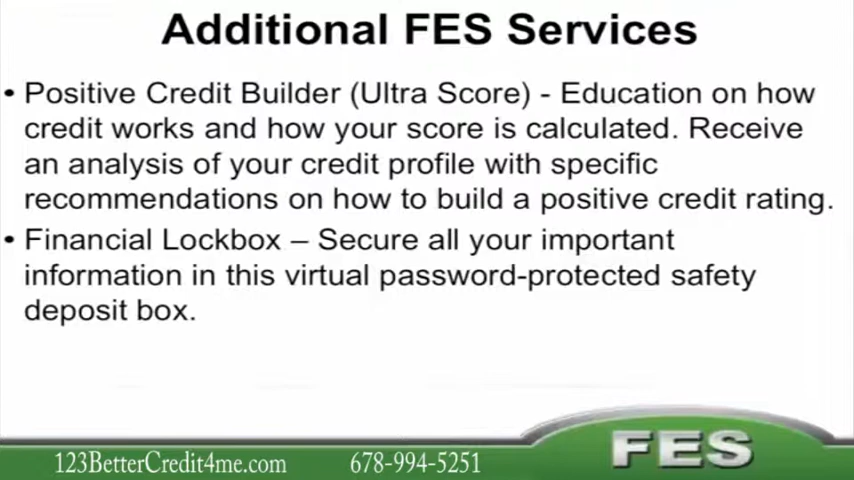 Additional FES Services
• Positive Credit Builder (Ultra Score) - Education on how
credit works and how your score is calculated. Receive
an analysis of your credit profile with specific
recommendations on how to build a positive credit rating.
• Financial Lockbox – Secure all your important
information in this virtual password-protected safety
deposit box.
FES
123BetterCredit4me.com 678-994-5251